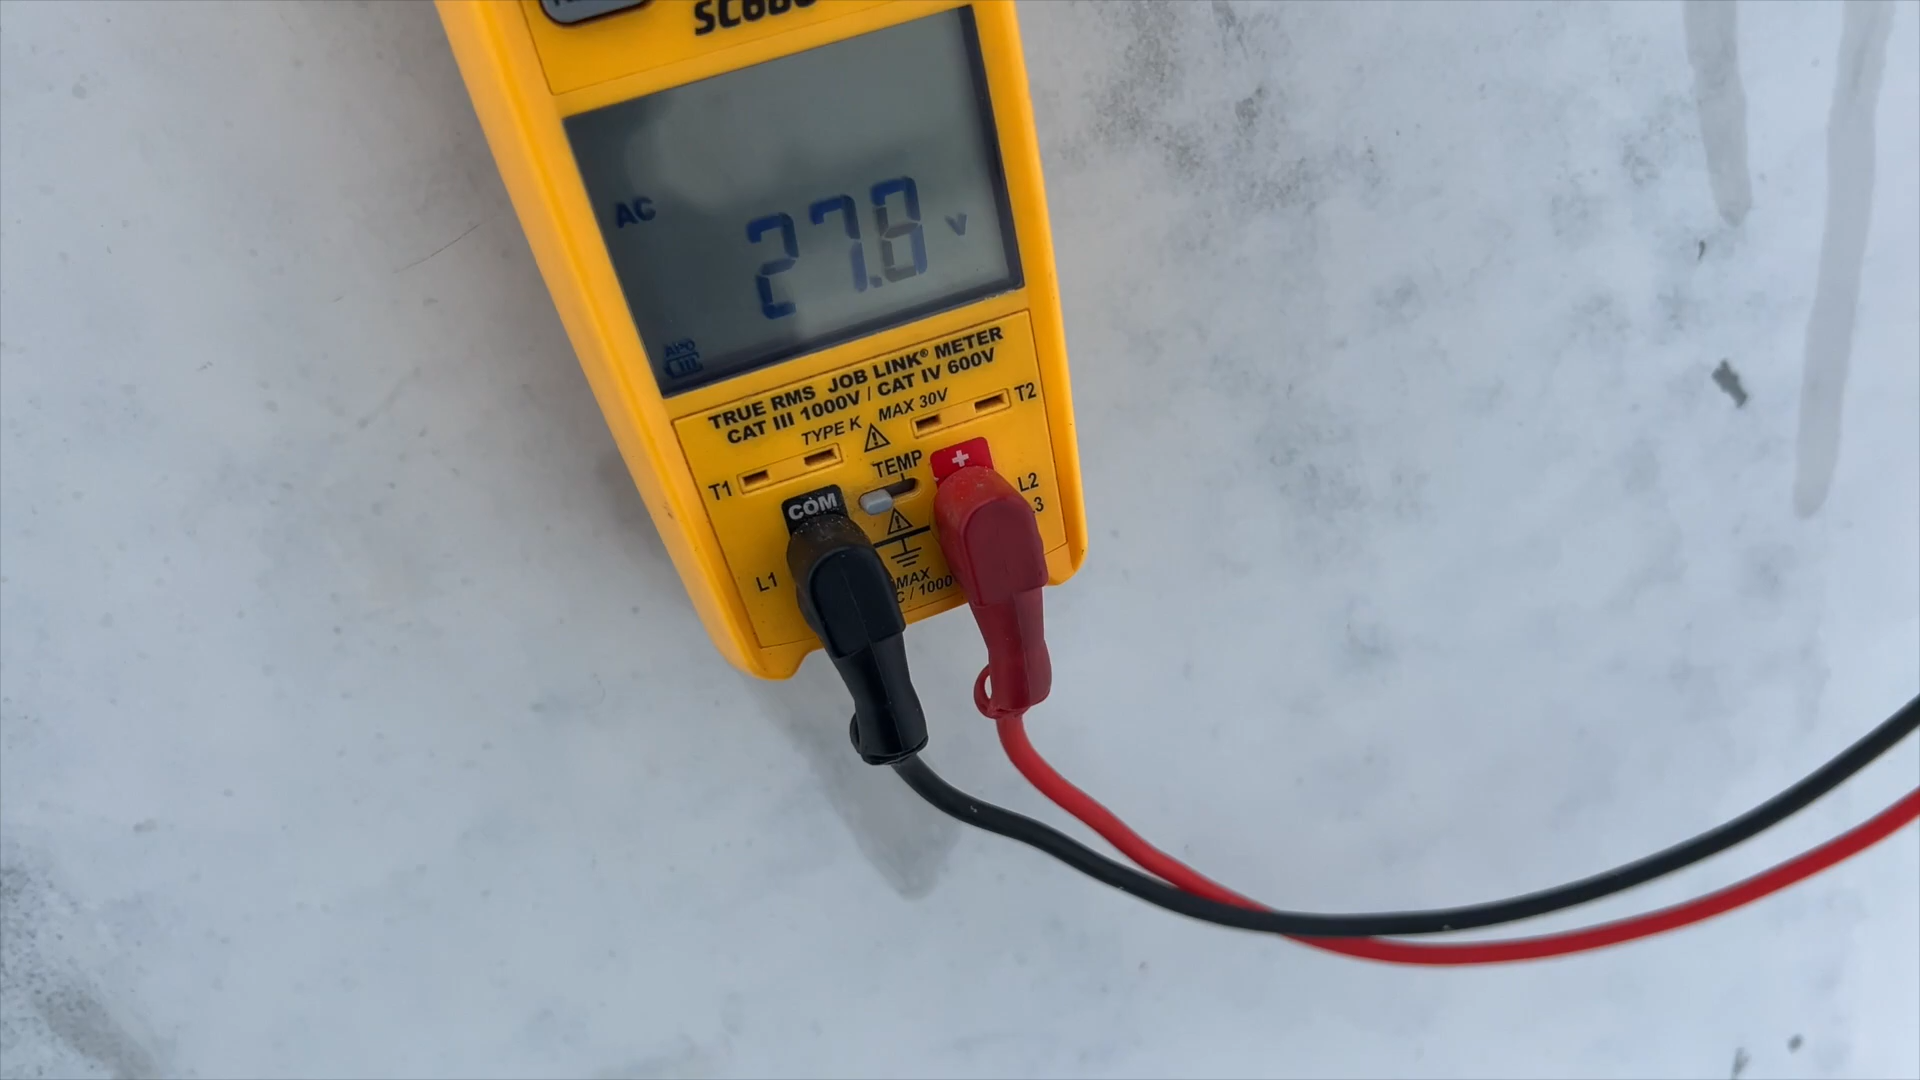 AC
27.8 V
APO
TRUE RMS JOB LINK® METER
CAT III 1000V / CAT IV 600V
TYPE K MAX 30V
T1
T2
TEMP
+
COM
L2
L1
MAX